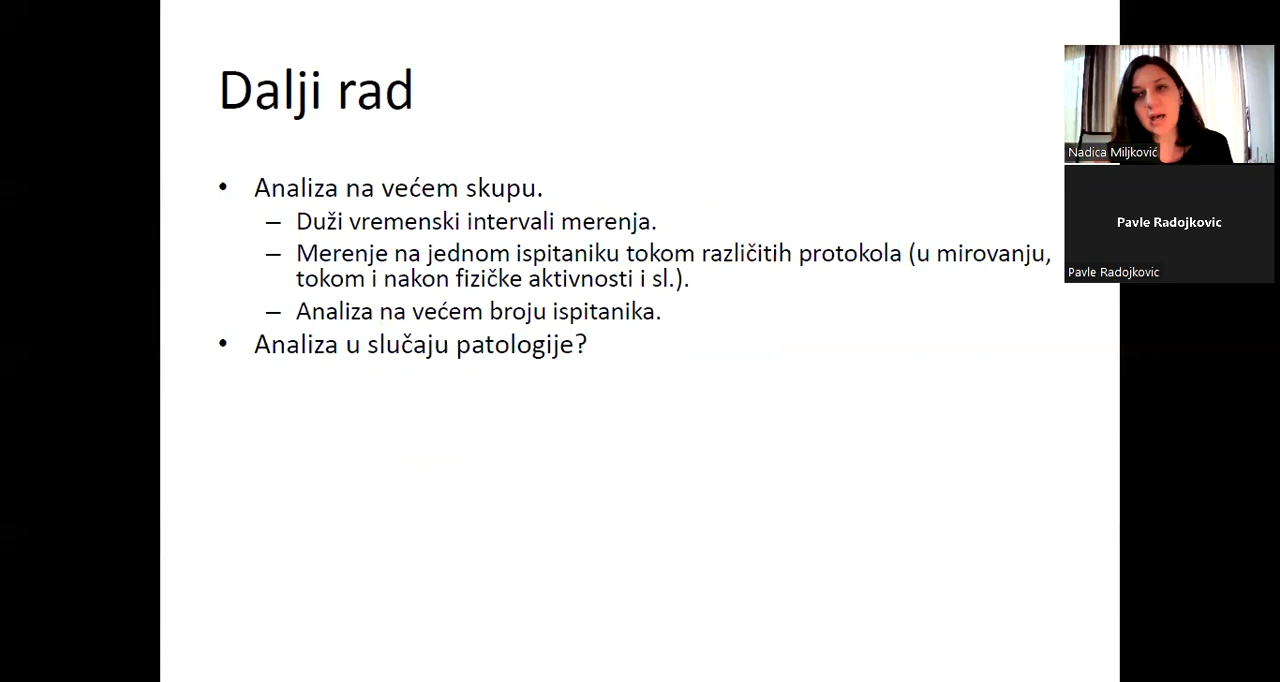 Dalji rad
• Analiza na većem skupu.
– Duži vremenski intervali merenja.
– Merenje na jednom ispitaniku tokom različitih protokola (u mirovanju,
tokom i nakon fizičke aktivnosti i sl.).
– Analiza na većem broju ispitanika.
• Analiza u slučaju patologije?
Nadica Miljković
Pavle Radojkovic
Pavle Radojkovic